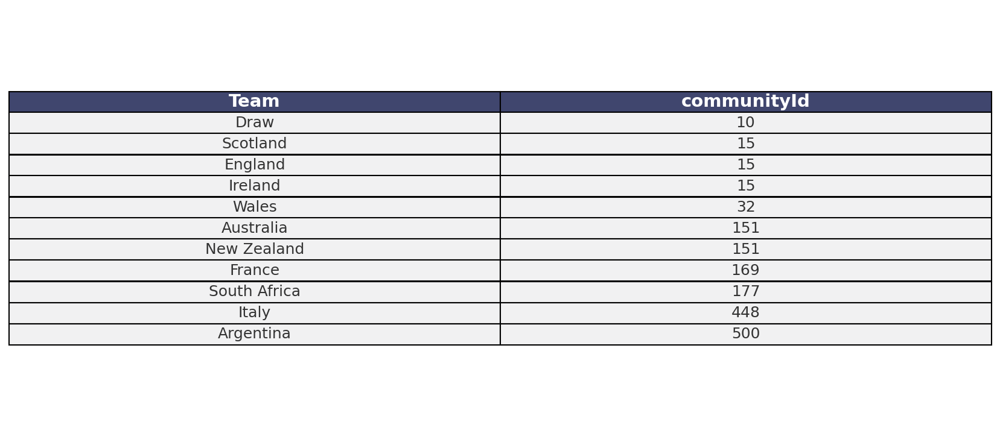 Team communityId
Draw 10
Scotland 15
England 15
Ireland 15
Wales 32
Australia 151
New Zealand 151
France 169
South Africa 177
Italy 448
Argentina 500